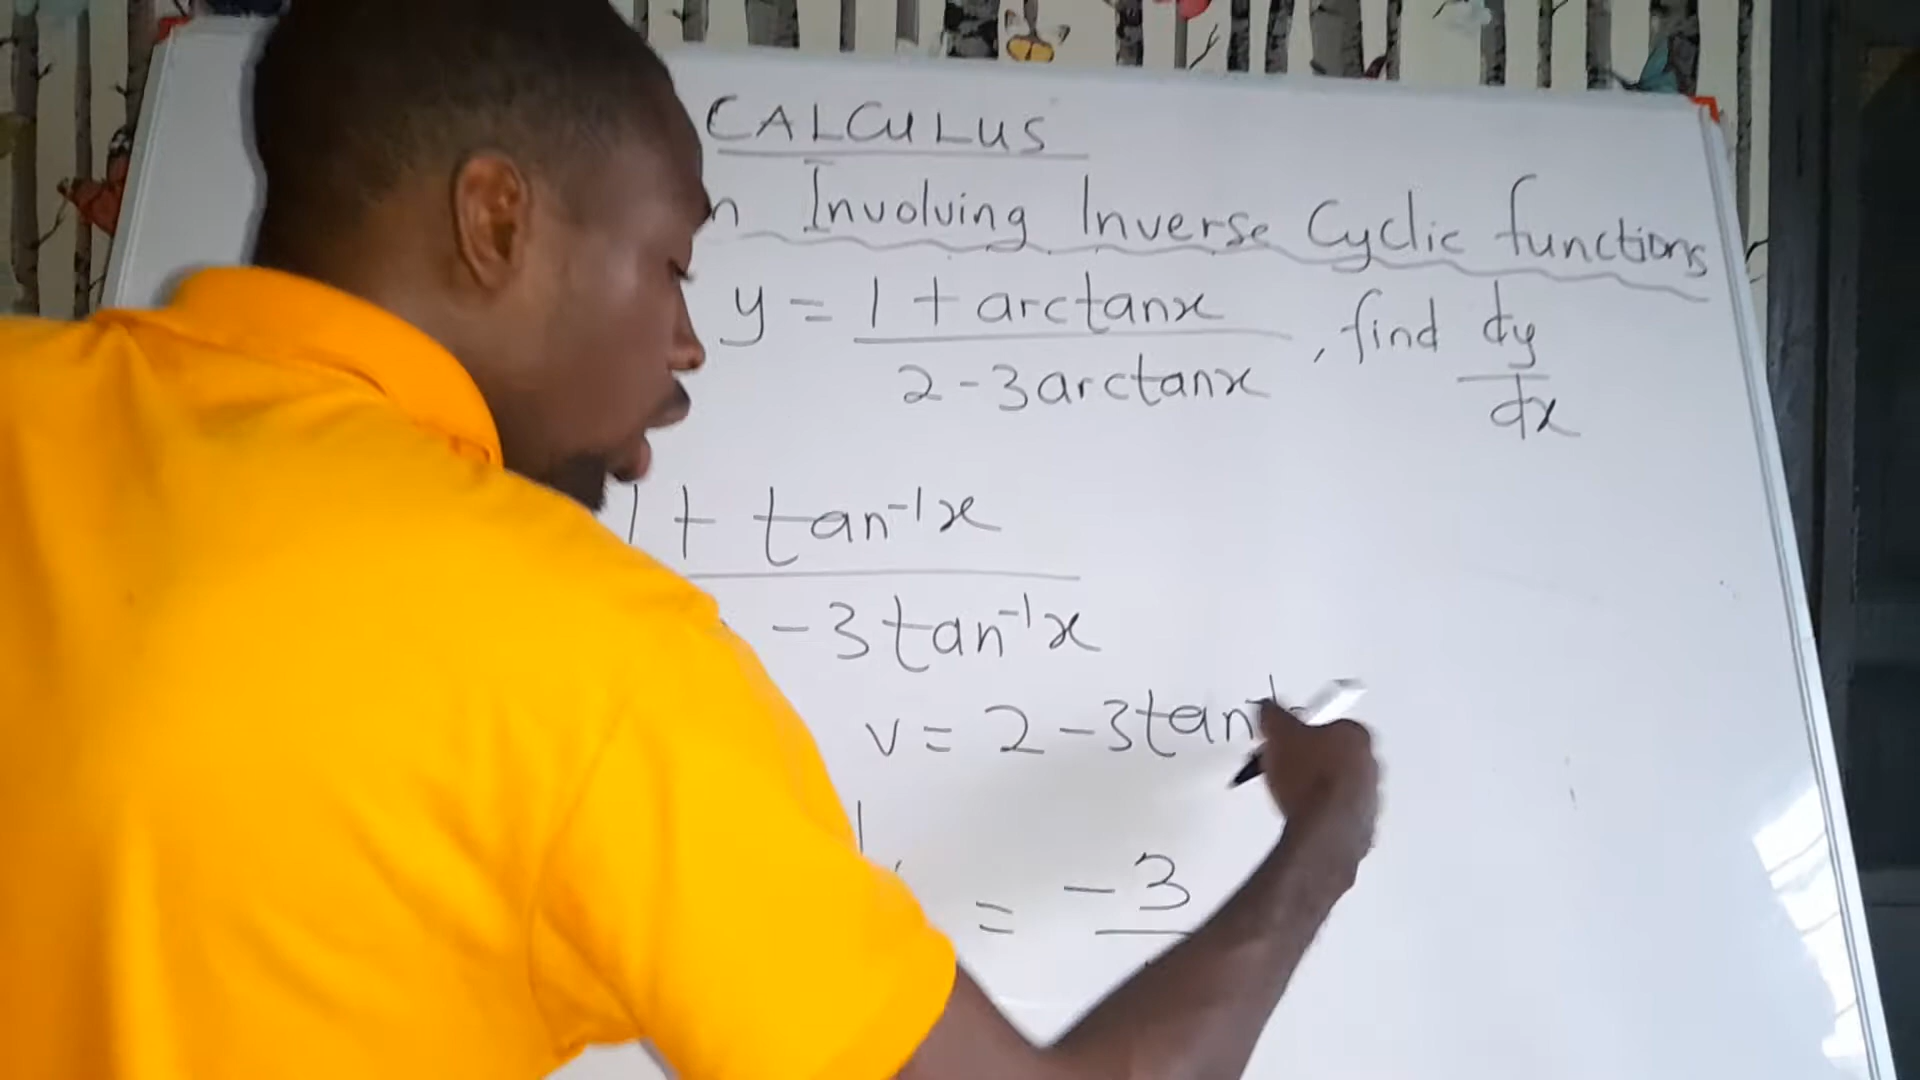 CALCULUS
Involving Inverse Cyclic functions
y = 1 + arctanx / 2 - 3arctanx , find dy/dx
1 + tan⁻¹x
- 3tan⁻¹x
v = 2 - 3tan⁻
= -3